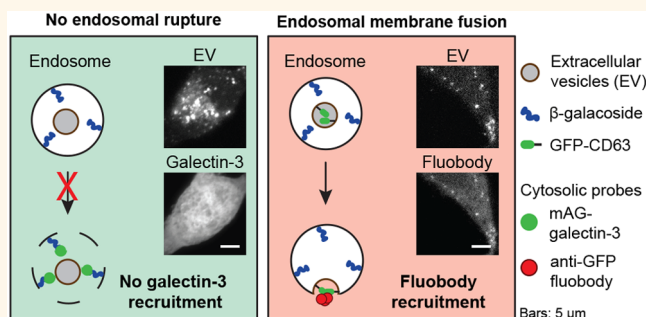 No endosomal rupture
Endosome
EV
Galectin-3
No galectin-3
recruitment
Endosomal membrane fusion
Endosome
EV
Fluobody
Fluobody
recruitment
Extracellular
vesicles (EV)
β-galacoside
GFP-CD63
Cytosolic probes
mAG-
galectin-3
anti-GFP
fluobody
Bars: 5 um